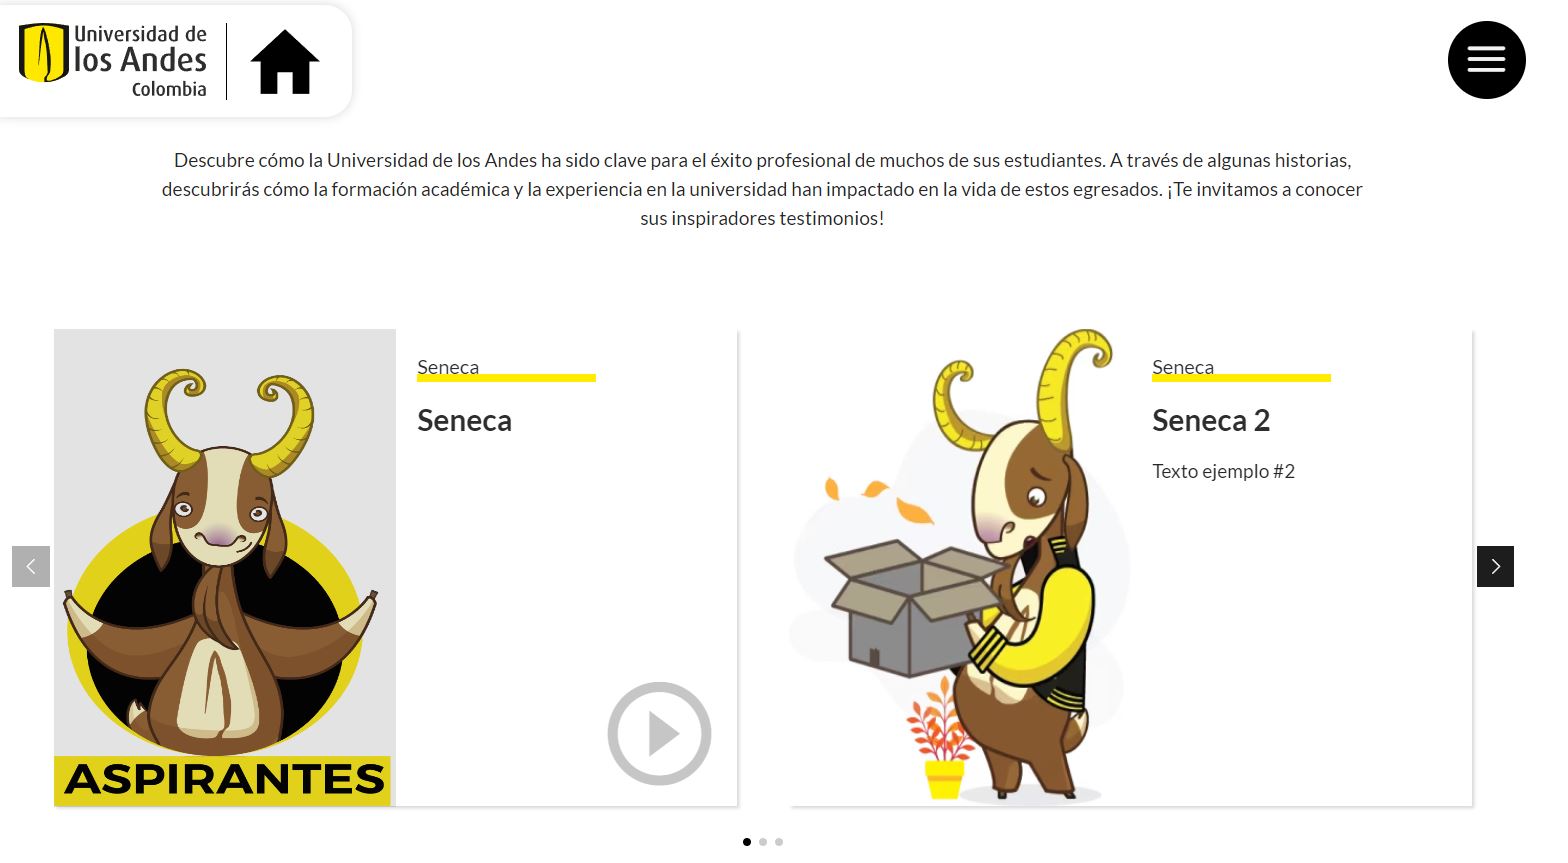 Universidad de
los Andes
Colombia
Descubre cómo la Universidad de los Andes ha sido clave para el éxito profesional de muchos de sus estudiantes. A través de algunas historias,
descubrirás cómo la formación académica y la experiencia en la universidad han impactado en la vida de estos egresados. ¡Te invitamos a conocer
sus inspiradores testimonios!
Seneca
Seneca
ASPIRANTES
Seneca
Seneca 2
Texto ejemplo #2